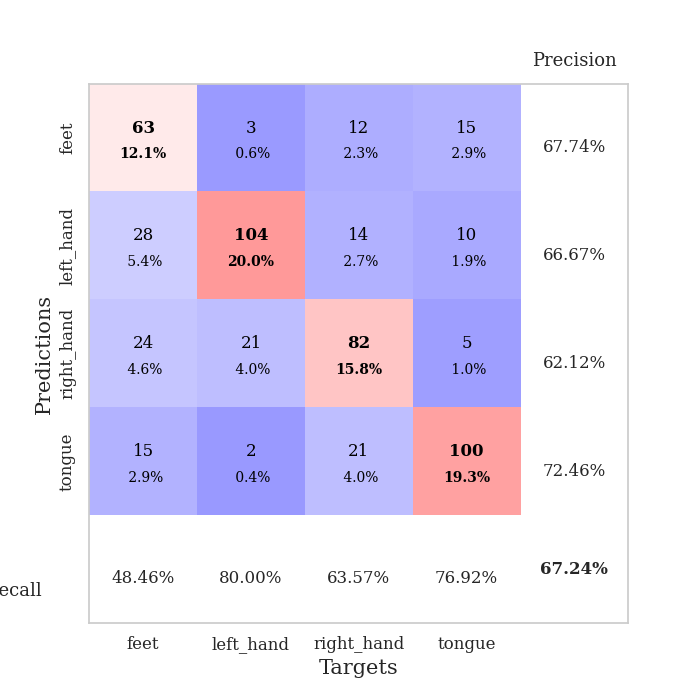 Precision
feet 63 3 12 15 67.74%
12.1% 0.6% 2.3% 2.9%
left_hand 28 104 14 10 66.67%
5.4% 20.0% 2.7% 1.9%
Predictions
right_hand 24 21 82 5 62.12%
4.6% 4.0% 15.8% 1.0%
tongue 15 2 21 100 72.46%
2.9% 0.4% 4.0% 19.3%
ecall 48.46% 80.00% 63.57% 76.92% 67.24%
feet left_hand right_hand tongue
Targets